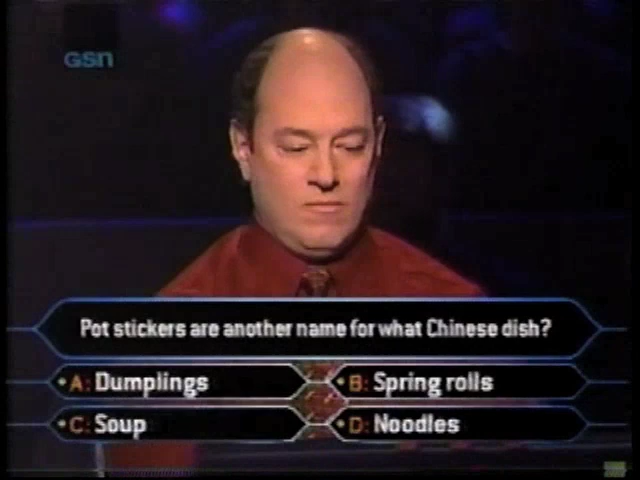 GSN
Pot stickers are another name for what Chinese dish?
A: Dumplings
B: Spring rolls
C: Soup
D: Noodles